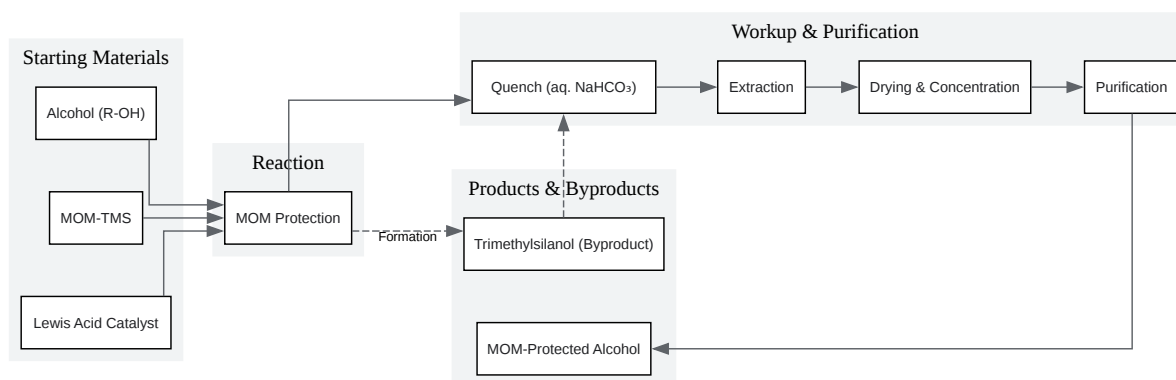 Starting Materials
Alcohol (R-OH)
MOM-TMS
Lewis Acid Catalyst
Reaction
MOM Protection
Formation
Workup & Purification
Quench (aq. NaHCO₃)
Extraction
Drying & Concentration
Purification
Products & Byproducts
Trimethylsilanol (Byproduct)
MOM-Protected Alcohol